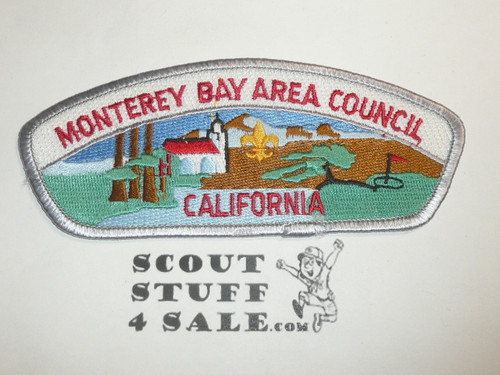 MONTEREY BAY AREA COUNCIL
CALIFORNIA
SCOUT
STUFF
4 SALE.COM